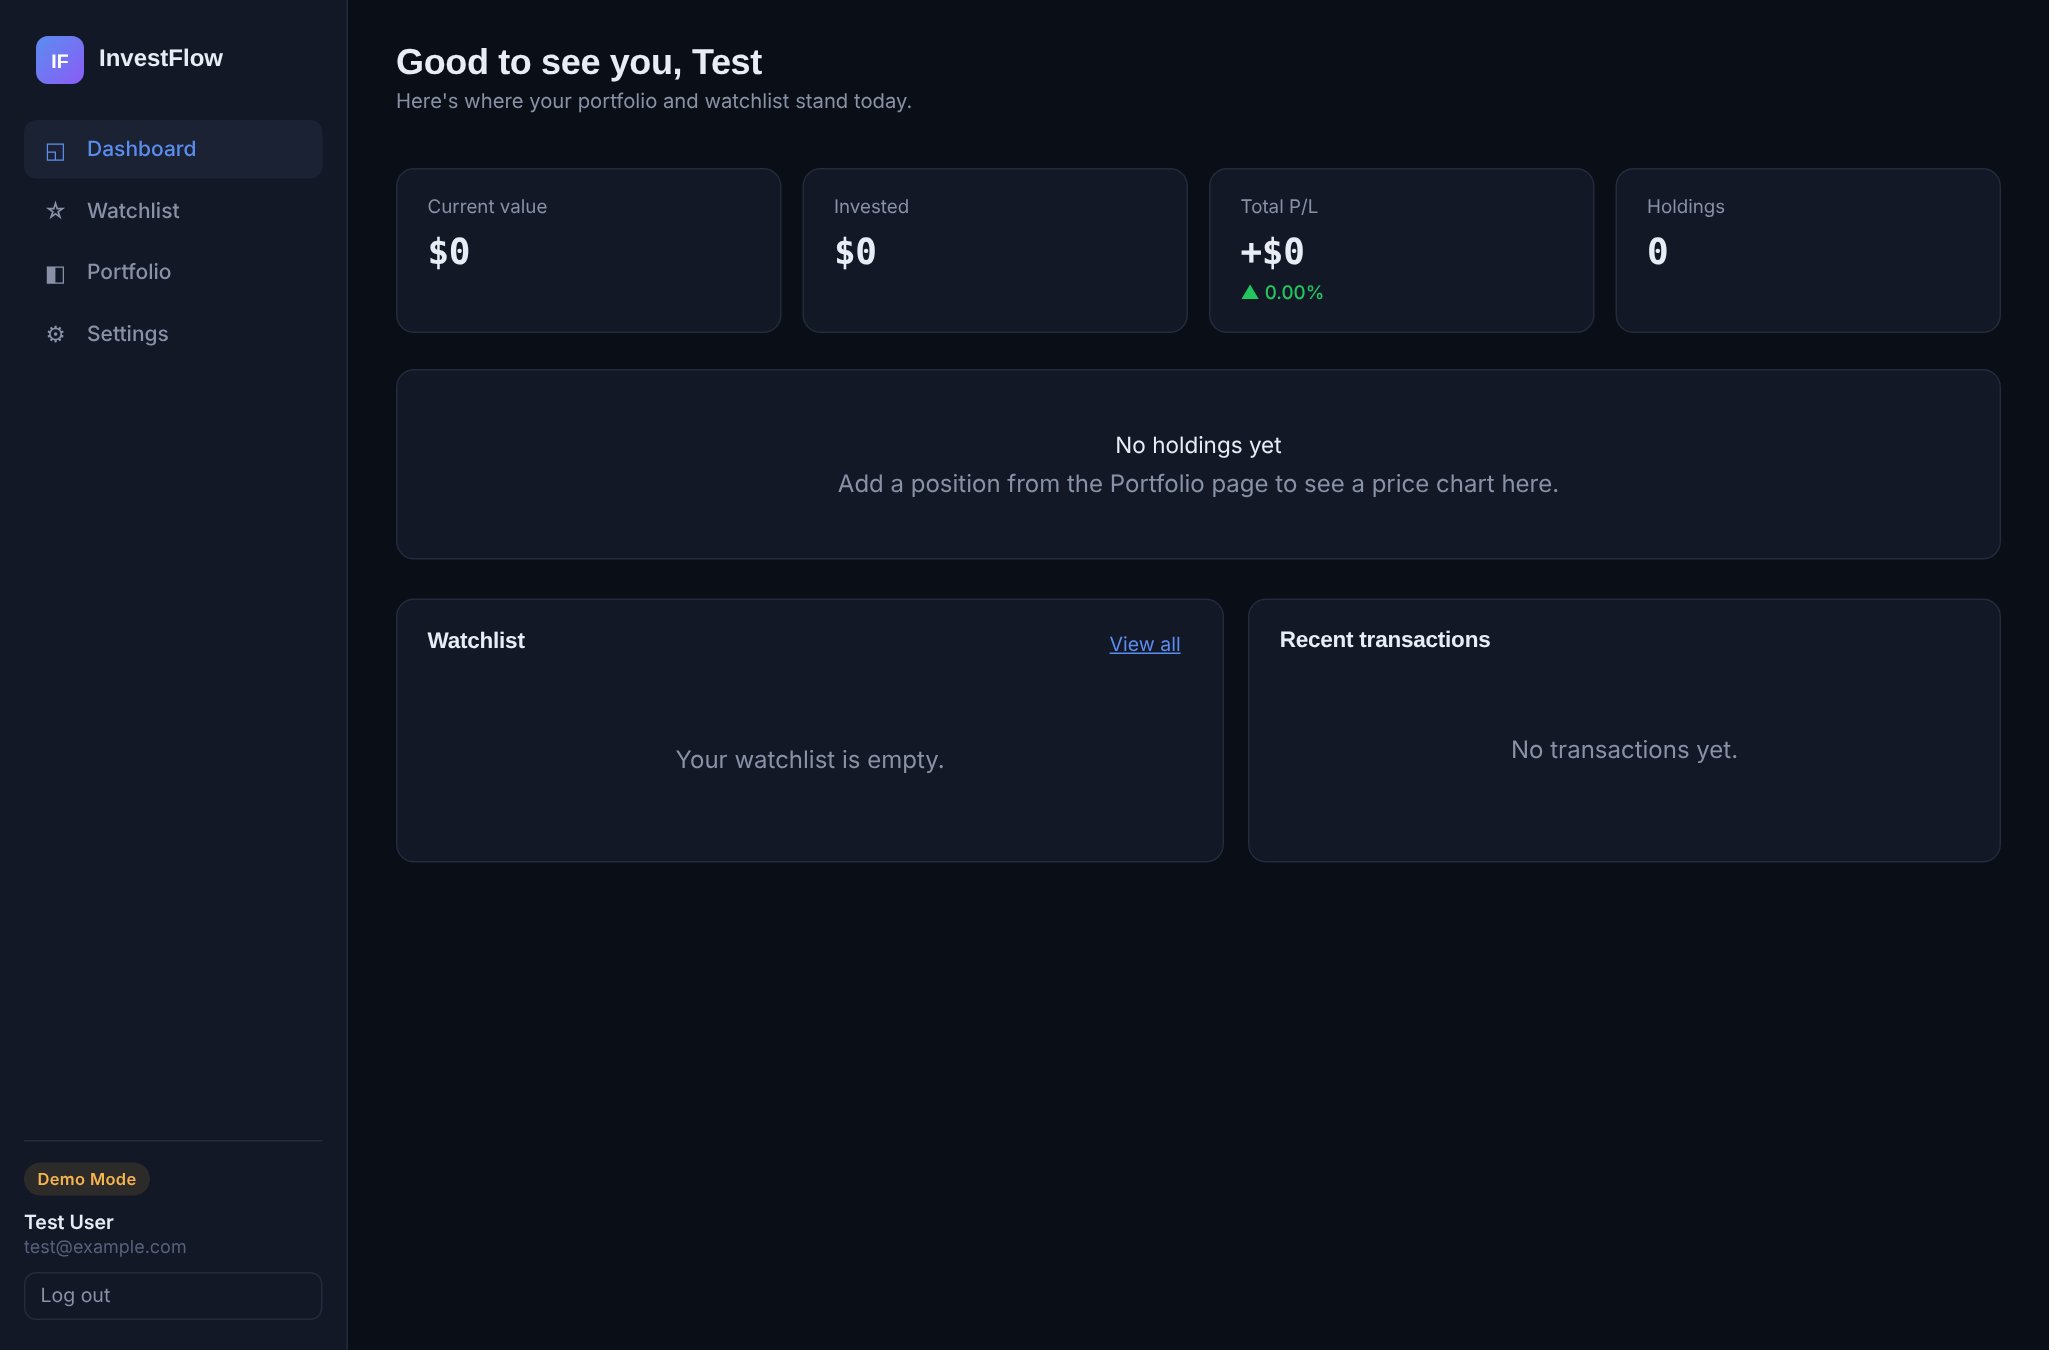 IF InvestFlow
Dashboard
Watchlist
Portfolio
Settings
Demo Mode
Test User
test@example.com
Log out
Good to see you, Test
Here's where your portfolio and watchlist stand today.
Current value
$0
Invested
$0
Total P/L
+$0
▲ 0.00%
Holdings
0
No holdings yet
Add a position from the Portfolio page to see a price chart here.
Watchlist
View all
Your watchlist is empty.
Recent transactions
No transactions yet.